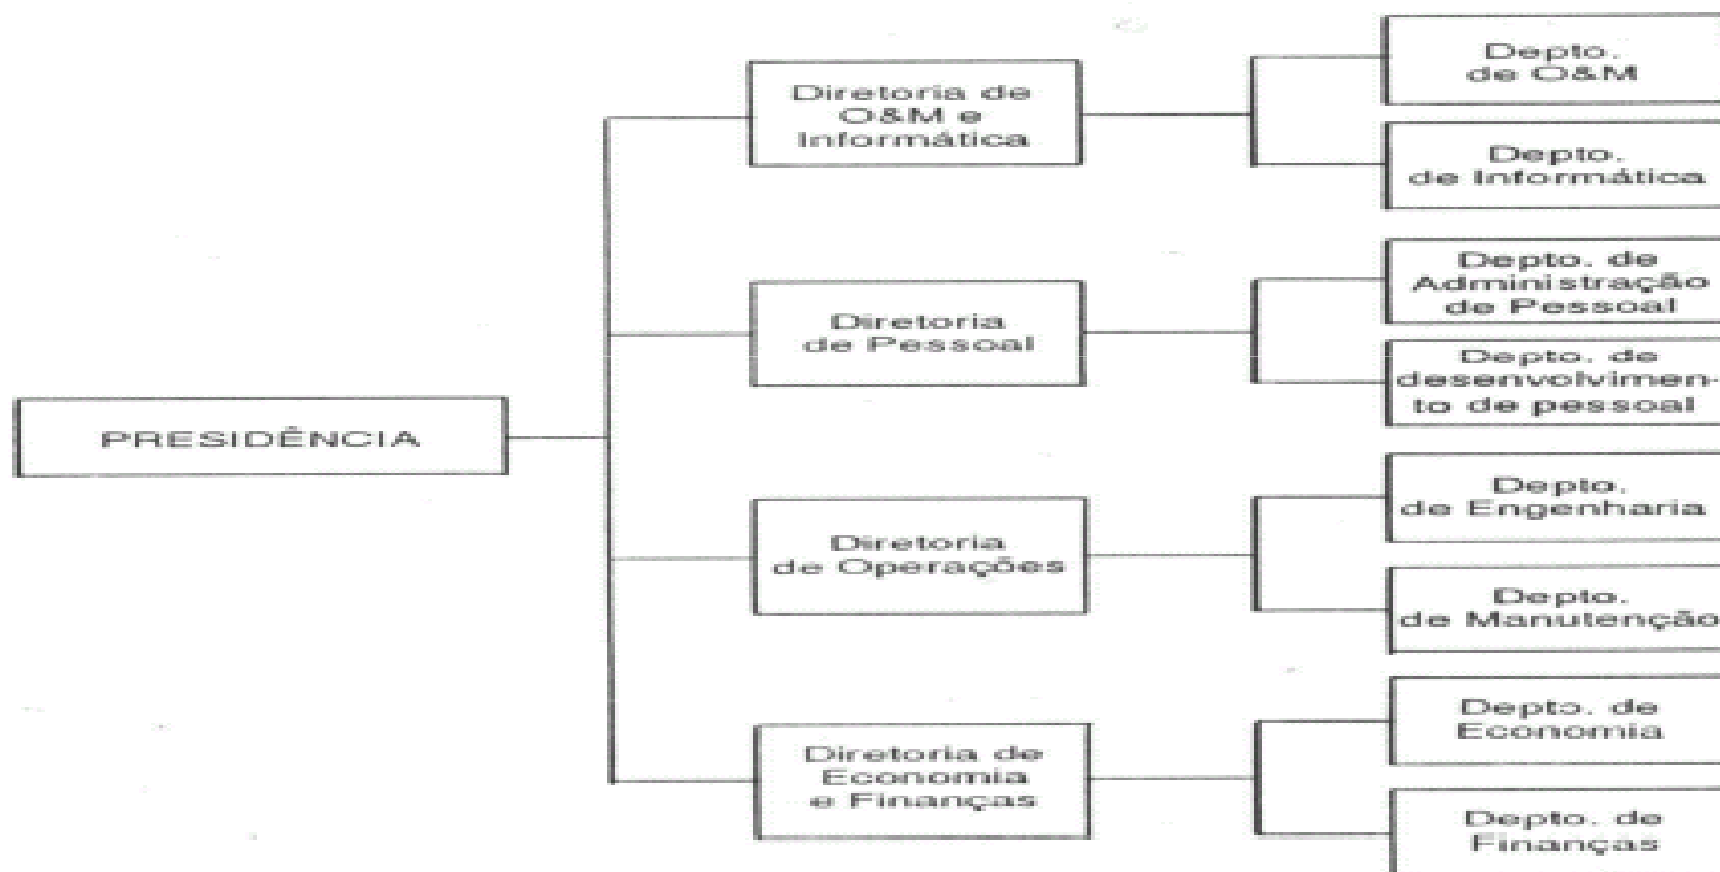 PRESIDÊNCIA
Diretoria de
O&M e
Informática
Diretoria
de Pessoal
Diretoria
de Operações
Diretoria de
Economia
e Finanças
Depto.
de O&M
Depto.
de Informática
Depto. de
Administração
de Pessoal
Depto. de
desenvolvimen-
to de pessoal
Depto.
de Engenharia
Depto.
de Manutenção
Depto. de
Economia
Depto. de
Finanças